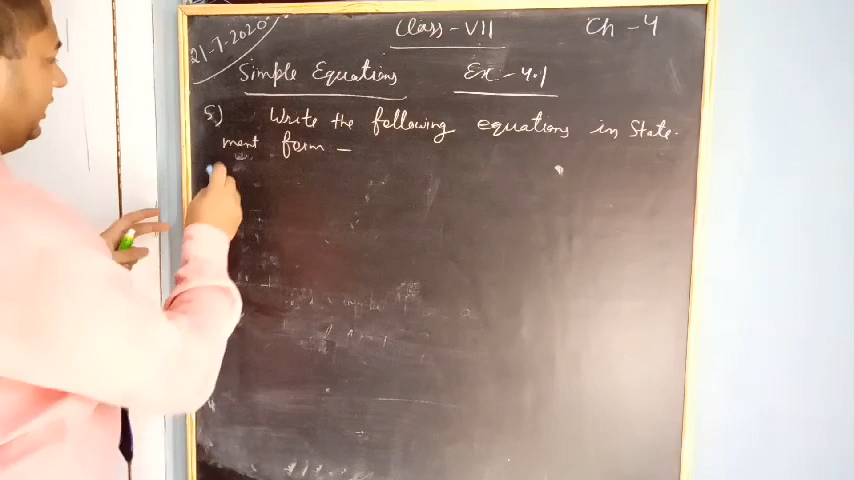 21-7-2020
Class - VII
Ch - 4
Simple Equations
Ex. - 4.1
5) Write the following equations in State-
ment form -